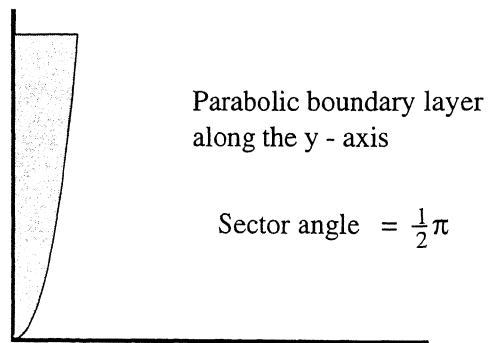 Parabolic boundary layer
along the y - axis
Sector angle = ½π